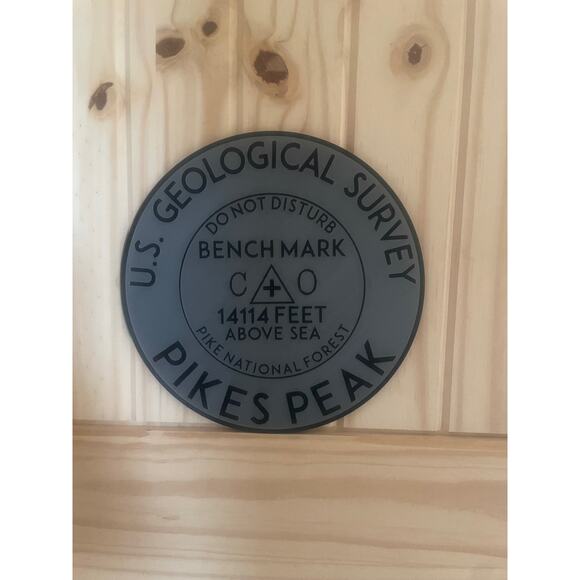 U.S. GEOLOGICAL SURVEY
DO NOT DISTURB
BENCH MARK
C + O
14114 FEET
ABOVE SEA
PIKE NATIONAL FOREST
PIKES PEAK